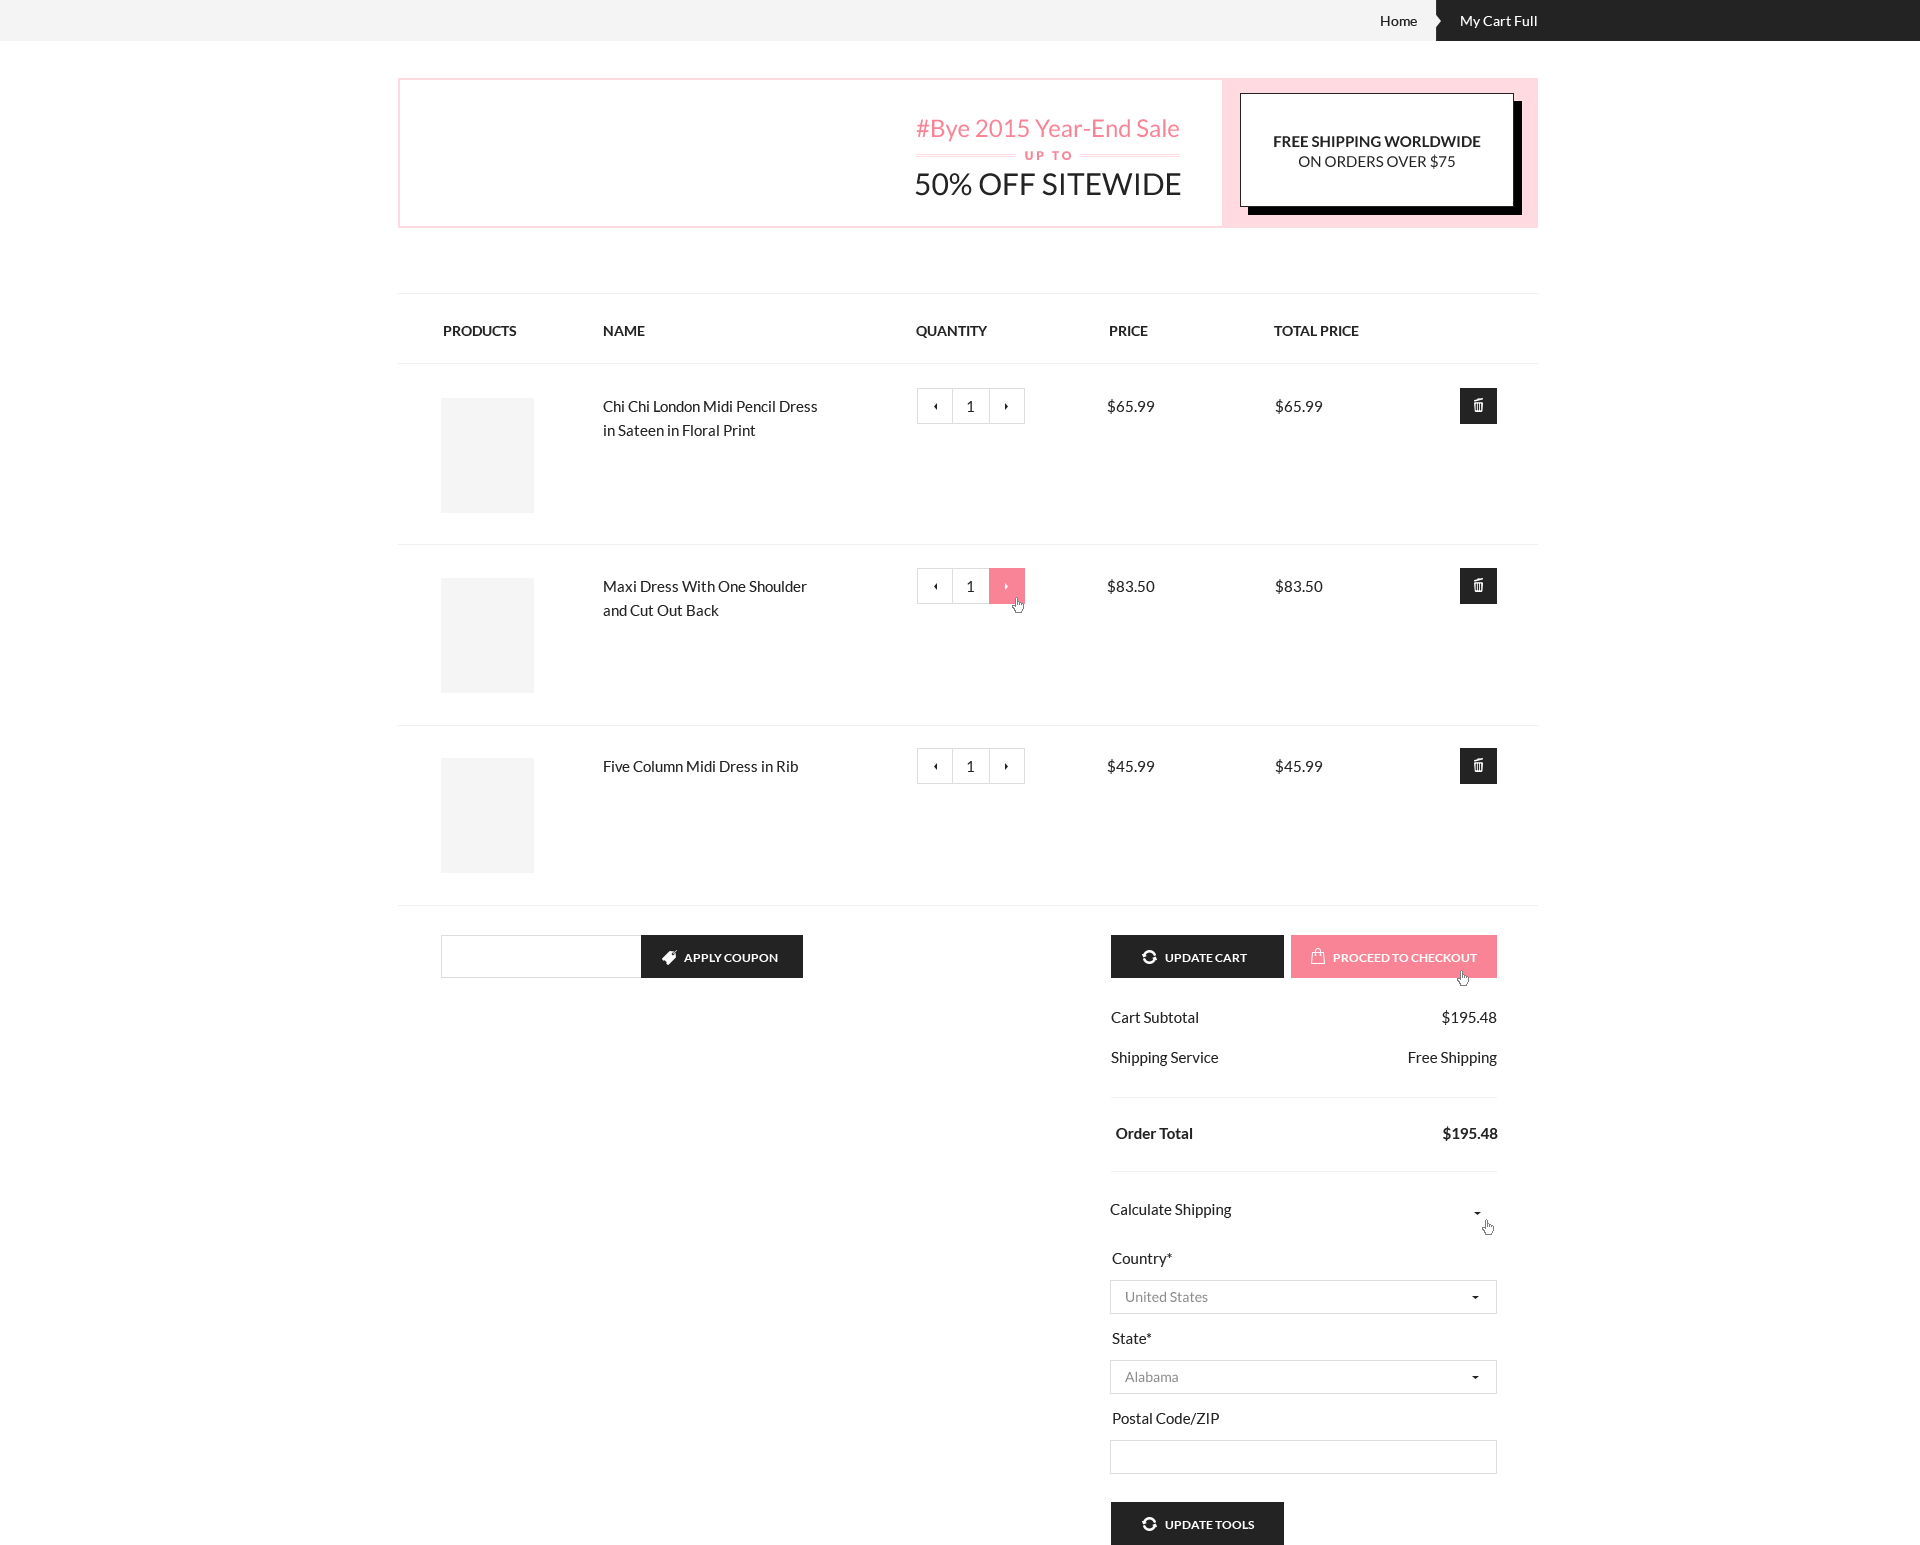 Home
My Cart Full
#Bye 2015 Year-End Sale
UP TO
50% OFF SITEWIDE
FREE SHIPPING WORLDWIDE
ON ORDERS OVER $75
PRODUCTS NAME QUANTITY PRICE TOTAL PRICE
Chi Chi London Midi Pencil Dress
in Sateen in Floral Print
1 $65.99 $65.99
Maxi Dress With One Shoulder
and Cut Out Back
1 $83.50 $83.50
Five Column Midi Dress in Rib
1 $45.99 $45.99
APPLY COUPON
UPDATE CART
PROCEED TO CHECKOUT
Cart Subtotal $195.48
Shipping Service Free Shipping
Order Total $195.48
Calculate Shipping
Country*
United States
State*
Alabama
Postal Code/ZIP
UPDATE TOOLS